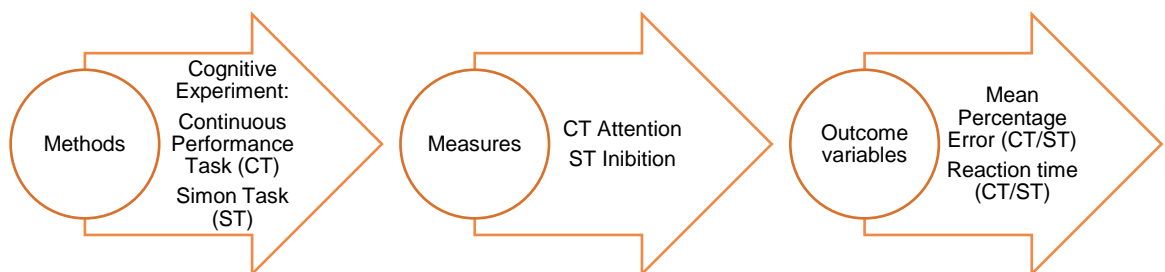 Methods
Cognitive
Experiment:
Continuous
Performance
Task (CT)
Simon Task
(ST)
Measures
CT Attention
ST Inibition
Outcome
variables
Mean
Percentage
Error (CT/ST)
Reaction time
(CT/ST)